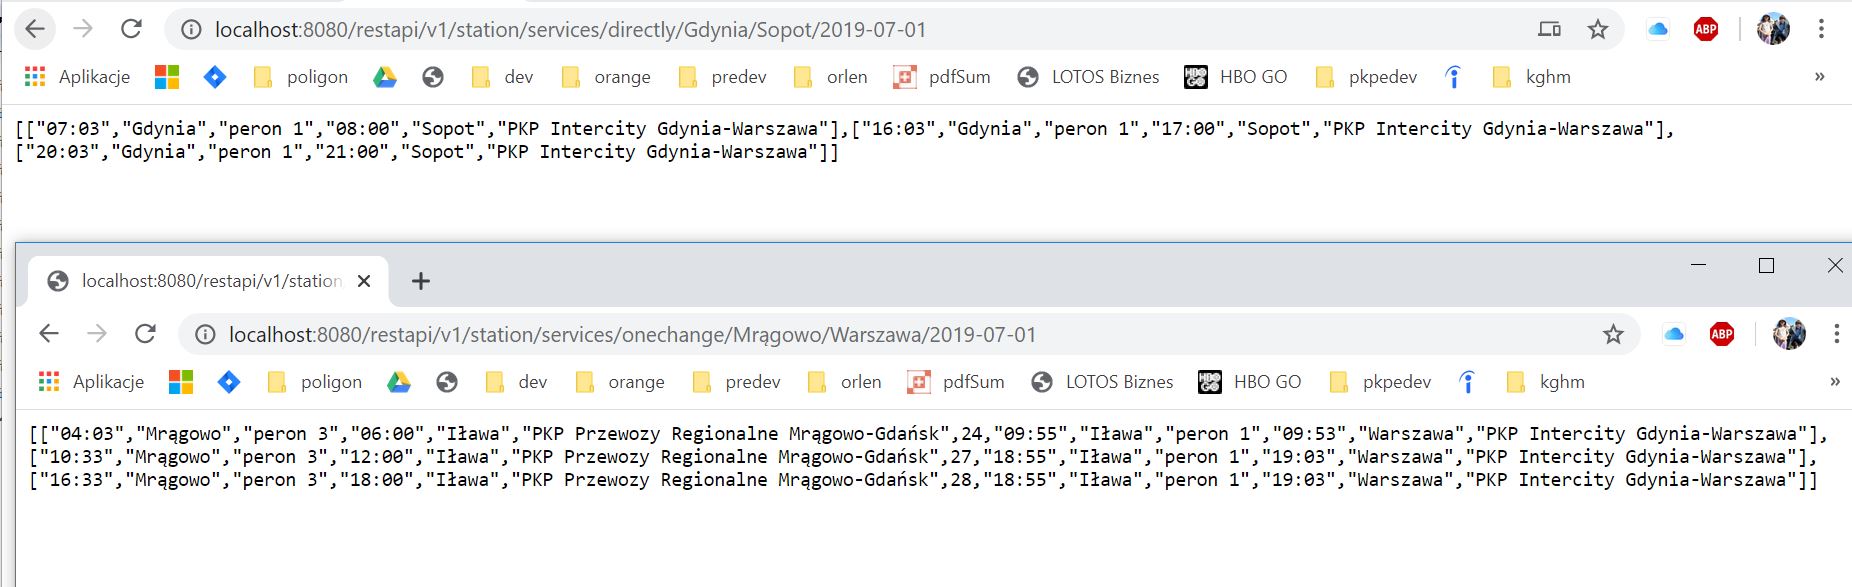 localhost:8080/restapi/v1/station/services/directly/Gdynia/Sopot/2019-07-01
ABP
Aplikacje poligon dev orange predev orlen pdfSum LOTOS Biznes HBO GO HBO GO pkpedev kghm »
[["07:03","Gdynia","peron 1","08:00","Sopot","PKP Intercity Gdynia-Warszawa"],["16:03","Gdynia","peron 1","17:00","Sopot","PKP Intercity Gdynia-Warszawa"],
["20:03","Gdynia","peron 1","21:00","Sopot","PKP Intercity Gdynia-Warszawa"]]
localhost:8080/restapi/v1/station
localhost:8080/restapi/v1/station/services/onechange/Mrągowo/Warszawa/2019-07-01
ABP
Aplikacje poligon dev orange predev orlen pdfSum LOTOS Biznes HBO GO HBO GO pkpedev kghm »
[["04:03","Mrągowo","peron 3","06:00","Iława","PKP Przewozy Regionalne Mrągowo-Gdańsk",24,"09:55","Iława","peron 1","09:53","Warszawa","PKP Intercity Gdynia-Warszawa"],
["10:33","Mrągowo","peron 3","12:00","Iława","PKP Przewozy Regionalne Mrągowo-Gdańsk",27,"18:55","Iława","peron 1","19:03","Warszawa","PKP Intercity Gdynia-Warszawa"],
["16:33","Mrągowo","peron 3","18:00","Iława","PKP Przewozy Regionalne Mrągowo-Gdańsk",28,"18:55","Iława","peron 1","19:03","Warszawa","PKP Intercity Gdynia-Warszawa"]]